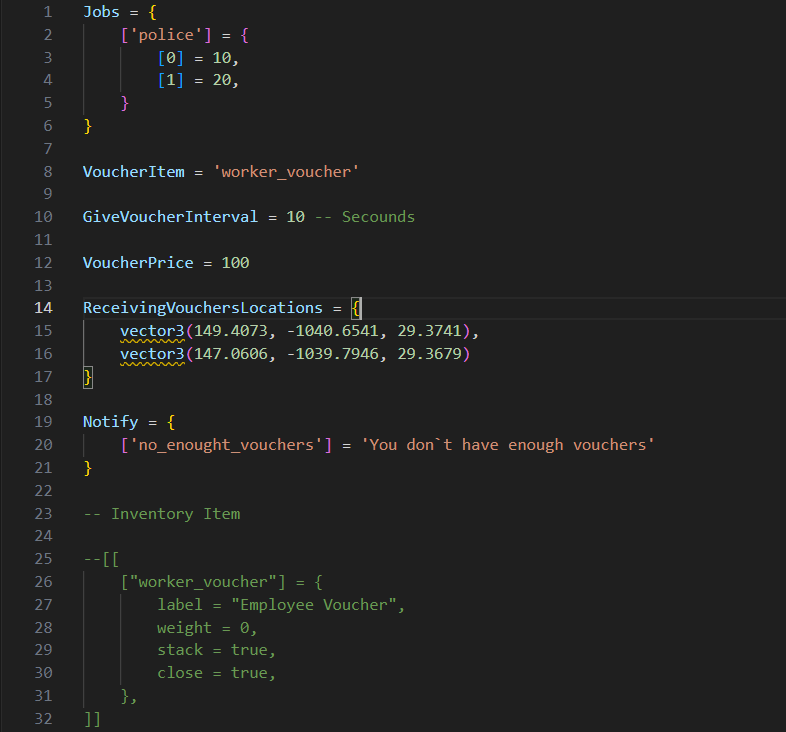 1 Jobs = {
2 ['police'] = {
3 [0] = 10,
4 [1] = 20,
5 }
6 }
7
8 VoucherItem = 'worker_voucher'
9
10 GiveVoucherInterval = 10 -- Secounds
11
12 VoucherPrice = 100
13
14 ReceivingVouchersLocations = {
15 vector3(149.4073, -1040.6541, 29.3741),
16 vector3(147.0606, -1039.7946, 29.3679)
17 }
18
19 Notify = {
20 ['no_enought_vouchers'] = 'You don`t have enough vouchers'
21 }
22
23 -- Inventory Item
24
25 --[[
26 ["worker_voucher"] = {
27 label = "Employee Voucher",
28 weight = 0,
29 stack = true,
30 close = true,
31 },
32 ]]